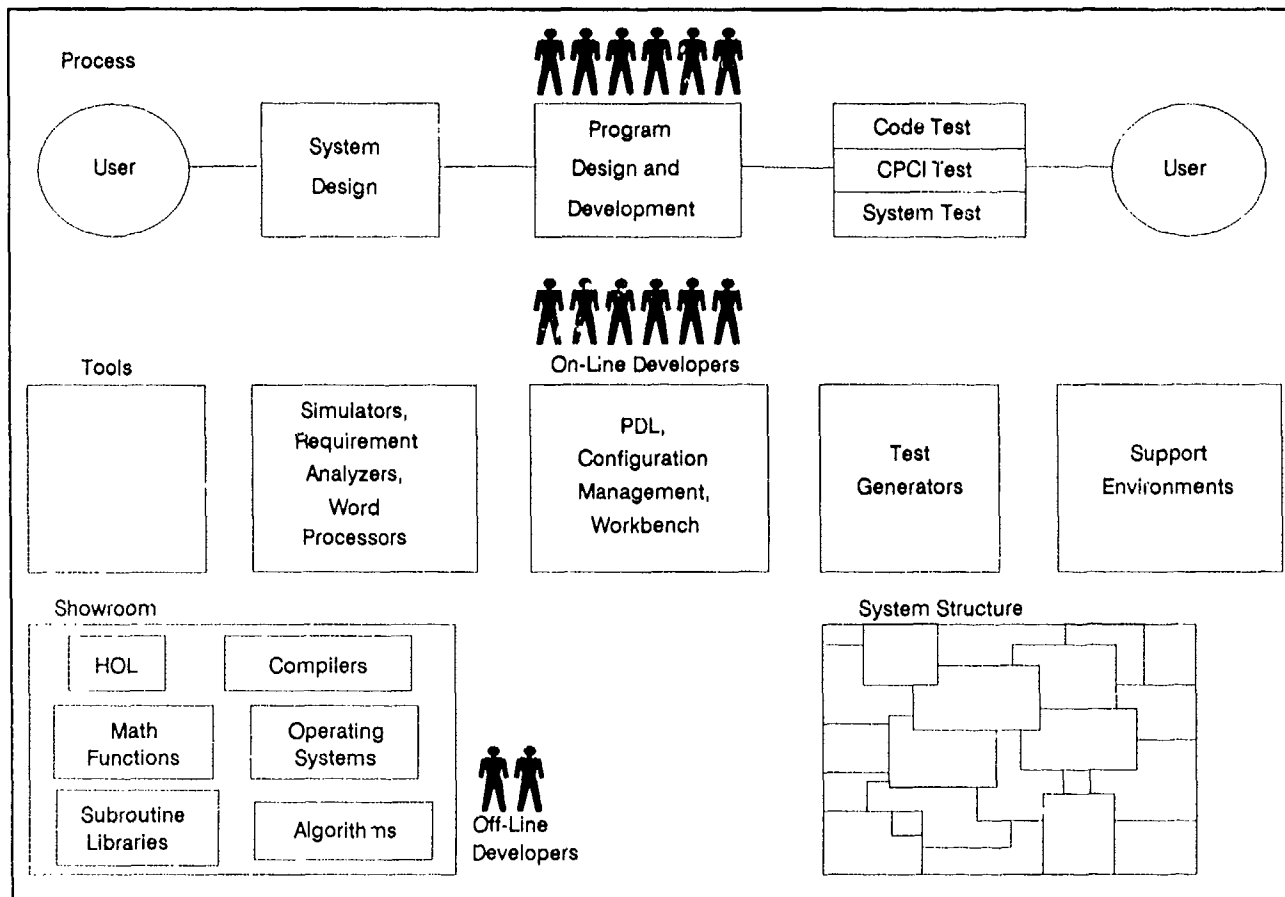 Process
User
System
Design
Program
Design and
Development
Code Test
CPCI Test
System Test
User
On-Line Developers
Tools
Simulators,
Requirement
Analyzers,
Word
Processors
PDL,
Configuration
Management,
Workbench
Test
Generators
Support
Environments
Showroom
HOL
Compilers
Math
Functions
Operating
Systems
Subroutine
Libraries
Algorithms
Off-Line
Developers
System Structure